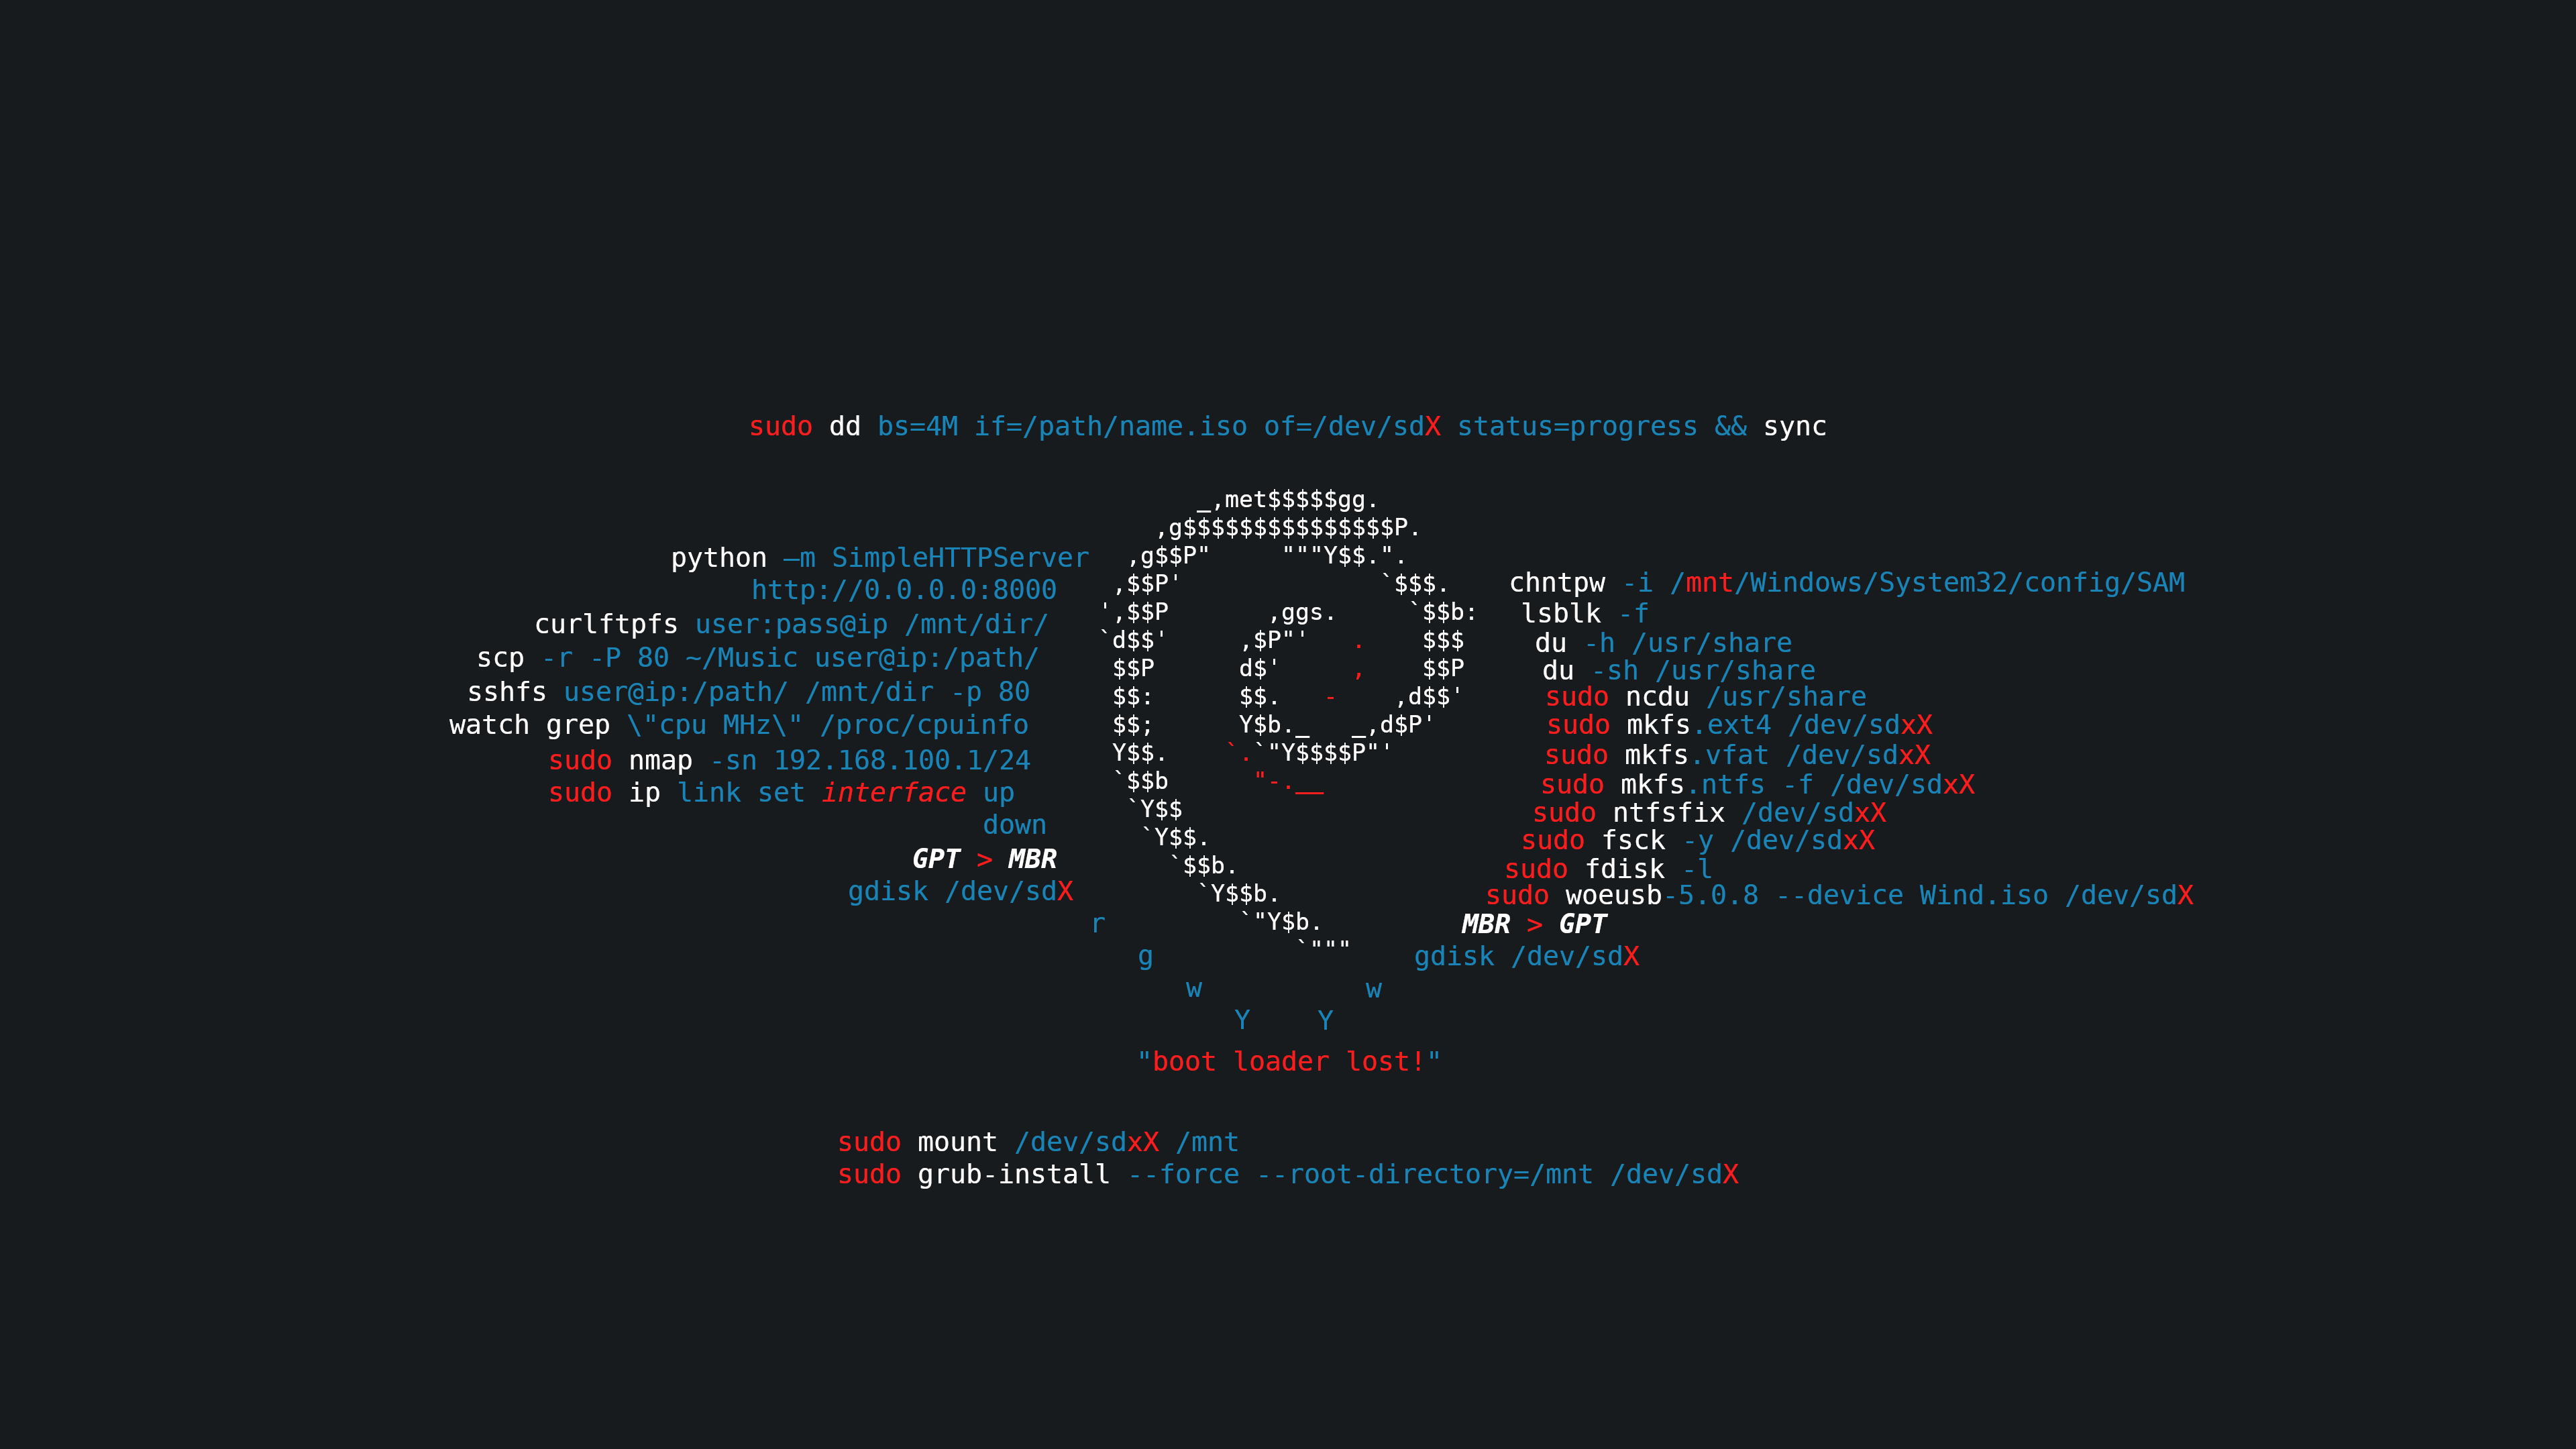 sudo dd bs=4M if=/path/name.iso of=/dev/sdX status=progress && sync
python –m SimpleHTTPServer
http://0.0.0.0:8000
curlftpfs user:pass@ip /mnt/dir/
scp -r -P 80 ~/Music user@ip:/path/
sshfs user@ip:/path/ /mnt/dir -p 80
watch grep \"cpu MHz\" /proc/cpuinfo
sudo nmap -sn 192.168.100.1/24
sudo ip link set interface up
down
GPT > MBR
gdisk /dev/sdX
r
g
w
Y
       _,met$$$$$gg.
    ,g$$$$$$$$$$$$$$$P.
  ,g$$P"     """Y$$.".
 ,$$P'              `$$$.
',$$P       ,ggs.     `$$b:
`d$$'     ,$P"'   .    $$$
 $$P      d$'     ,    $$P
 $$:      $$.   -    ,d$$'
 $$;      Y$b._   _,d$P'
 Y$$.    `.`"Y$$$$P"'
 `$$b      "-.__
  `Y$$
   `Y$$.
     `$$b.
       `Y$$b.
          `"Y$b.
              `"""
chntpw -i /mnt/Windows/System32/config/SAM
lsblk -f
du -h /usr/share
du -sh /usr/share
sudo ncdu /usr/share
sudo mkfs.ext4 /dev/sdxX
sudo mkfs.vfat /dev/sdxX
sudo mkfs.ntfs -f /dev/sdxX
sudo ntfsfix /dev/sdxX
sudo fsck -y /dev/sdxX
sudo fdisk -l
sudo woeusb-5.0.8 --device Wind.iso /dev/sdX
MBR > GPT
gdisk /dev/sdX
w
Y
"boot loader lost!"
sudo mount /dev/sdxX /mnt
sudo grub-install --force --root-directory=/mnt /dev/sdX